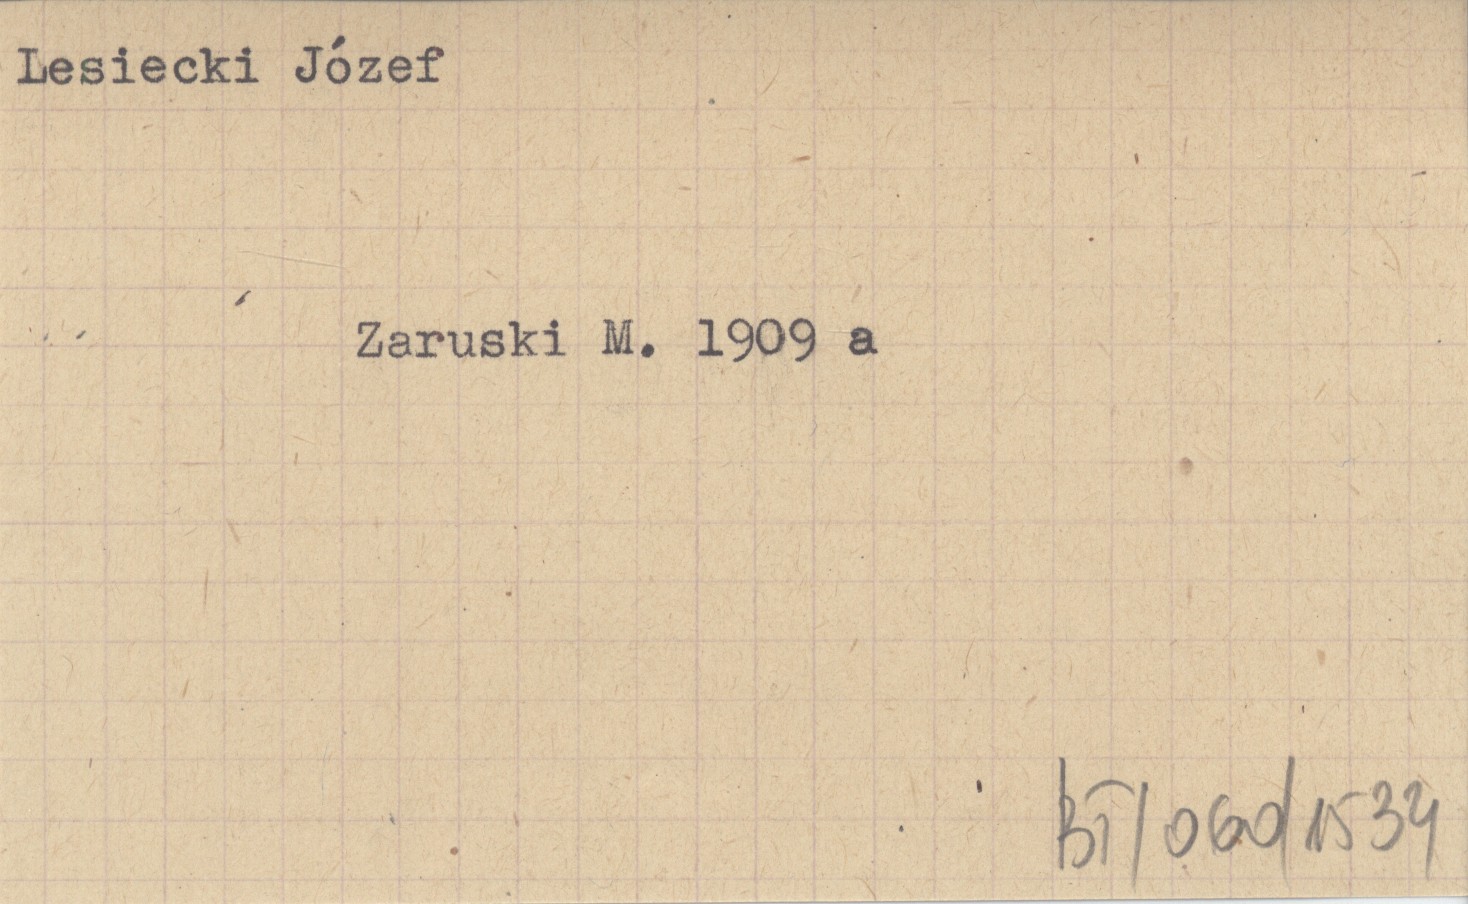 Lesiecki Józef
Zaruski M. 1909 a
BT/060/1534